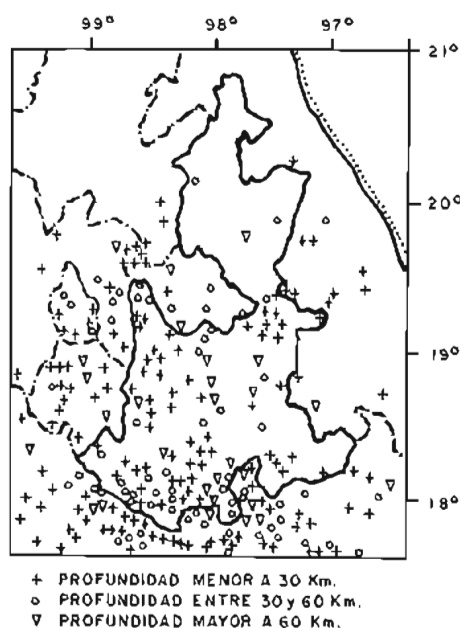 99° 98° 97°
21°
20°
19°
18°
+ PROFUNDIDAD MENOR A 30 Km.
o PROFUNDIDAD ENTRE 30 y 60 Km.
▽ PROFUNDIDAD MAYOR A 60 Km.